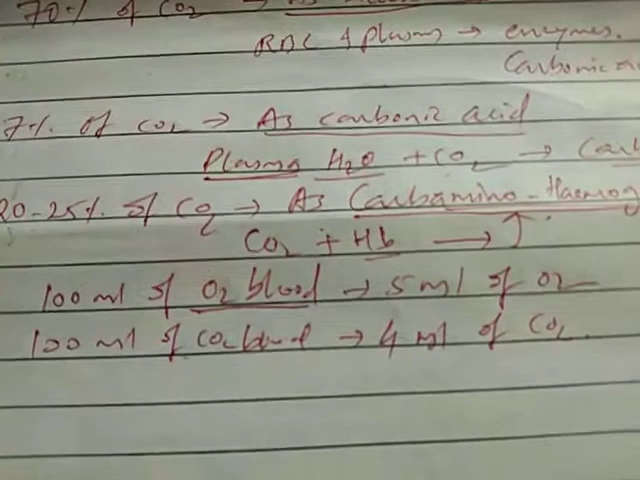 70% of CO2 →
RBC & plasma → enzymes.
Carbonic
7% of CO2 → As carbonic acid
Plasma H2O + CO2 → Carb
20-25% of CO2 → As Carbamino-Haemog
CO2 + Hb → ↑
100 ml of O2 blood → 5 ml of O2
100 ml of CO2 blood → 4 ml of CO2.